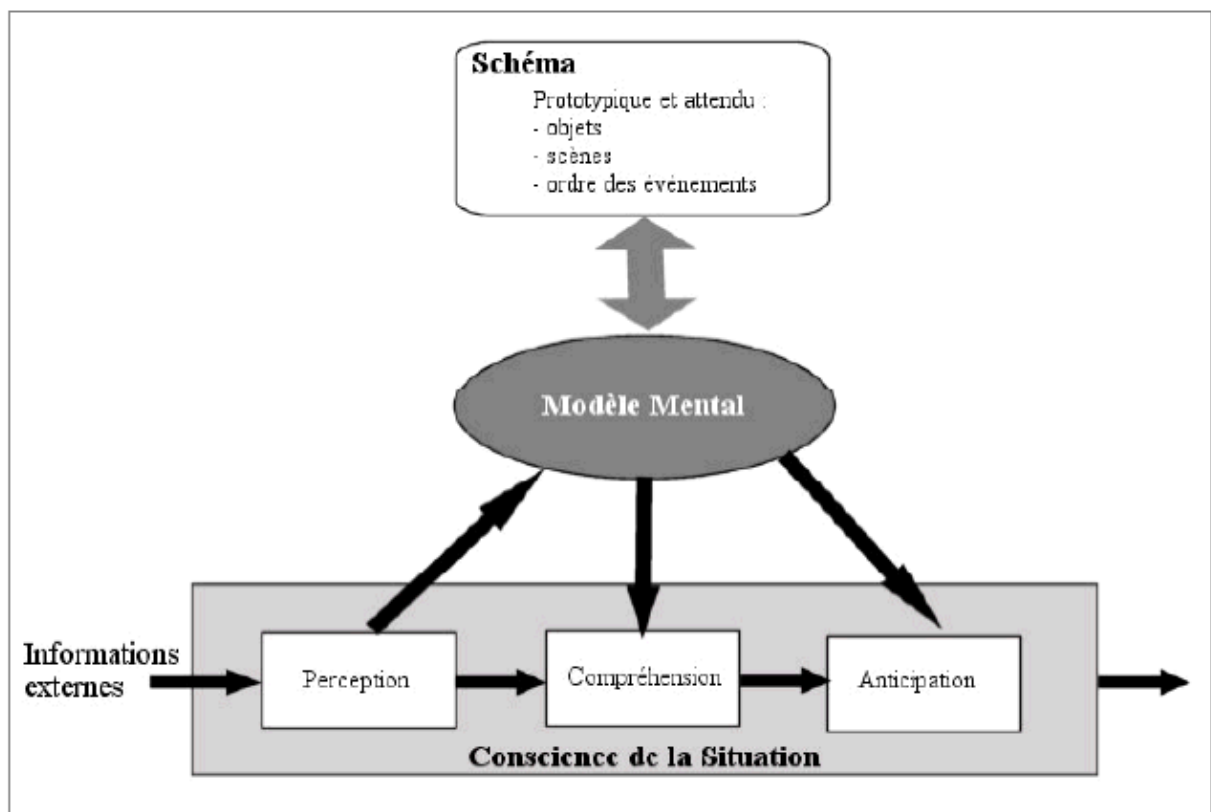 Schéma
Prototypique et attendu :
- objets
- scènes
- ordre des événements
Modèle Mental
Informations
externes
Perception
Compréhension
Anticipation
Conscience de la Situation